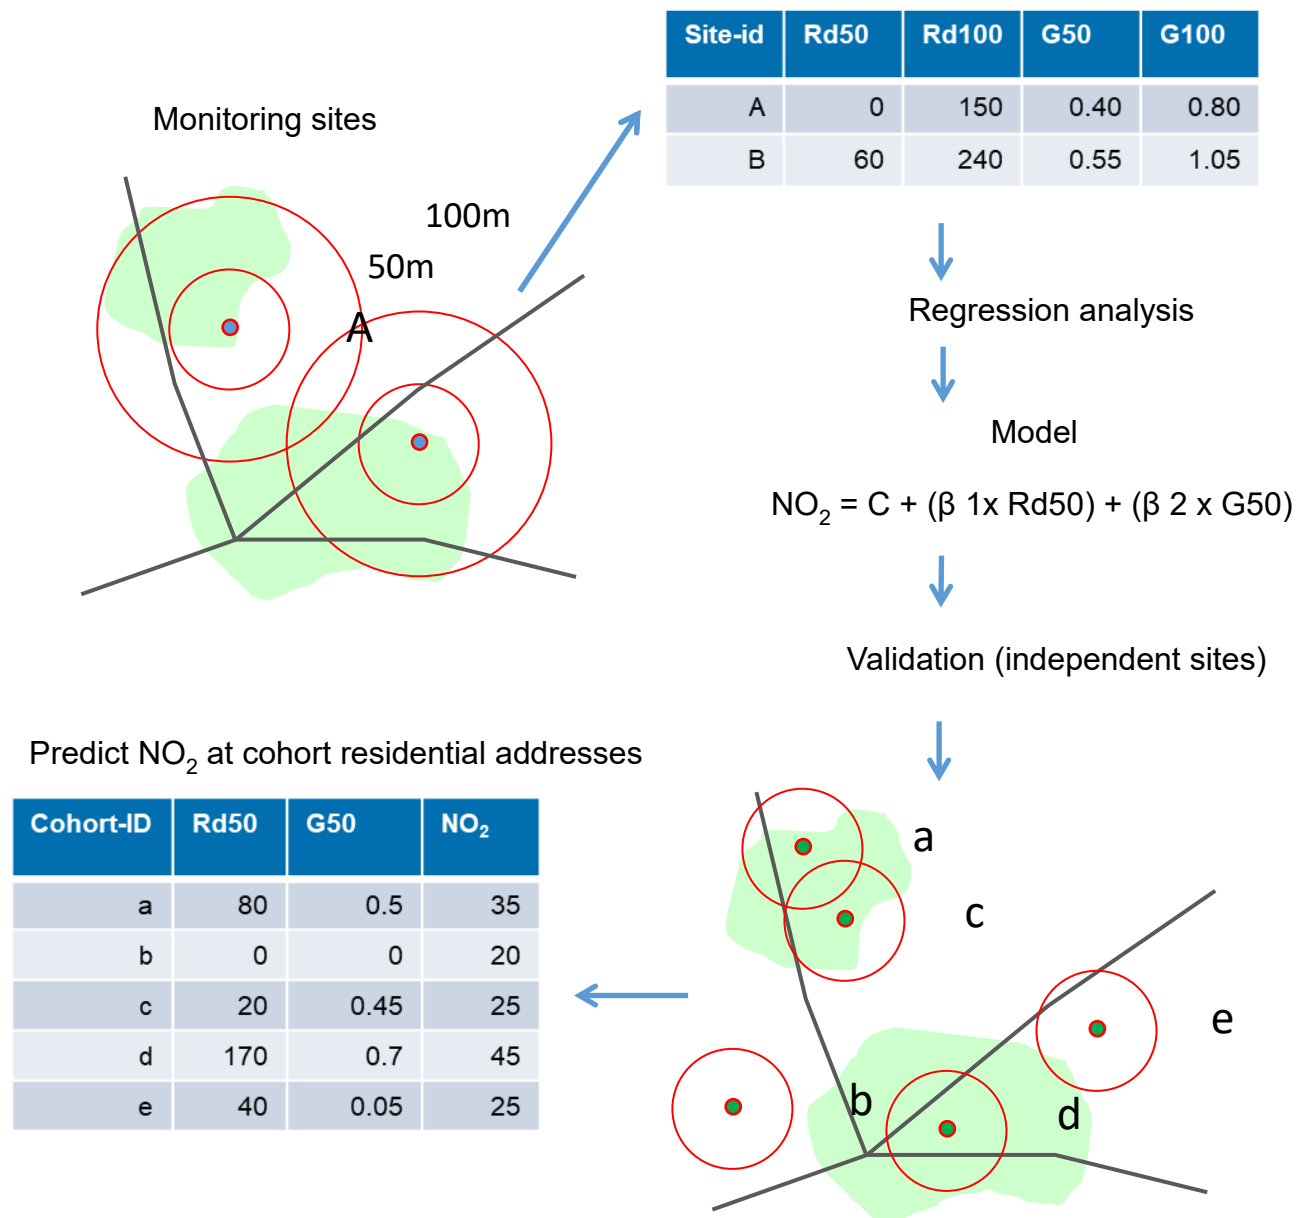 Site-id Rd50 Rd100 G50 G100
A 0 150 0.40 0.80
B 60 240 0.55 1.05
Monitoring sites
100m
50m
A
Regression analysis
Model
NO2 = C + (β 1x Rd50) + (β 2 x G50)
Validation (independent sites)
Predict NO2 at cohort residential addresses
Cohort-ID Rd50 G50 NO2
a 80 0.5 35
b 0 0 20
c 20 0.45 25
d 170 0.7 45
e 40 0.05 25
a
c
e
b
d